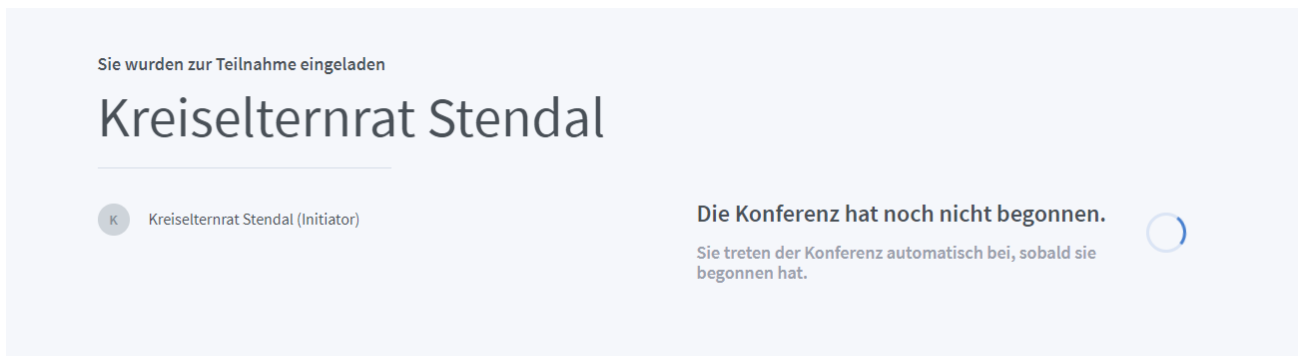 Sie wurden zur Teilnahme eingeladen
Kreiselternrat Stendal
K
Kreiselternrat Stendal (Initiator)
Die Konferenz hat noch nicht begonnen.
Sie treten der Konferenz automatisch bei, sobald sie
begonnen hat.